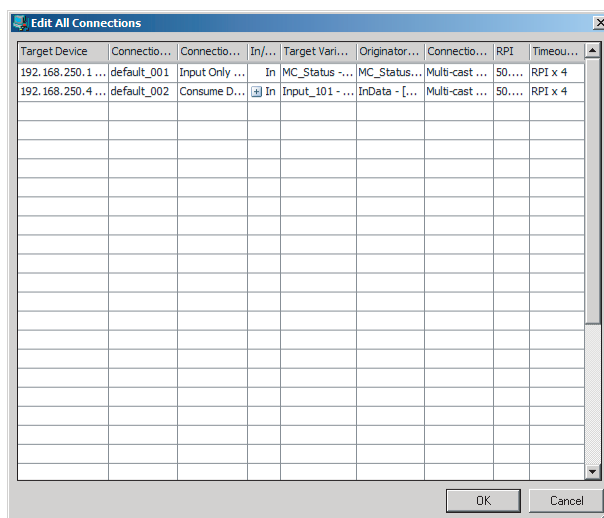 Edit All Connections
Target Device Connectio... Connectio... In/... Target Vari... Originator... Connectio... RPI Timeou...
192.168.250.1 ... default_001 Input Only ... In MC_Status -... MC_Status... Multi-cast ... 50.... RPI x 4
192.168.250.4 ... default_002 Consume D... In Input_101 - ... InData - [... Multi-cast ... 50.... RPI x 4
OK Cancel